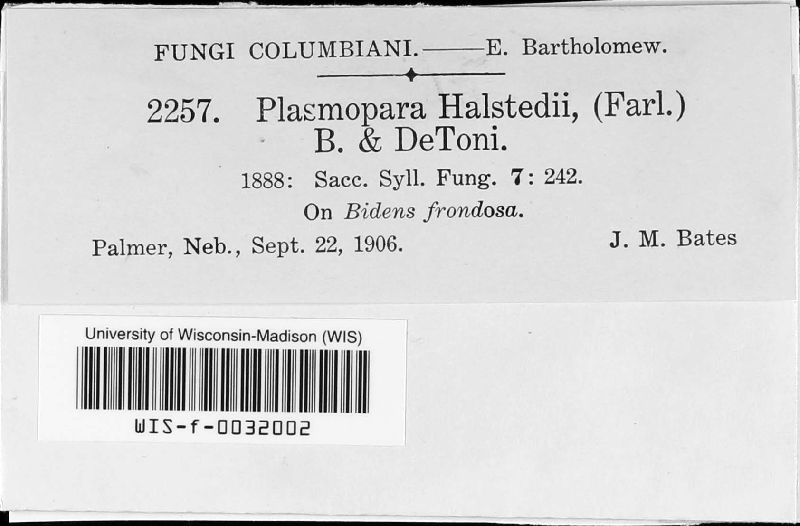 FUNGI COLUMBIANI.——E. Bartholomew.
2257. Plasmopara Halstedii, (Farl.)
B. & DeToni.
1888: Sacc. Syll. Fung. 7: 242.
On Bidens frondosa.
Palmer, Neb., Sept. 22, 1906. J. M. Bates
University of Wisconsin-Madison (WIS)
WIS-f-0032002